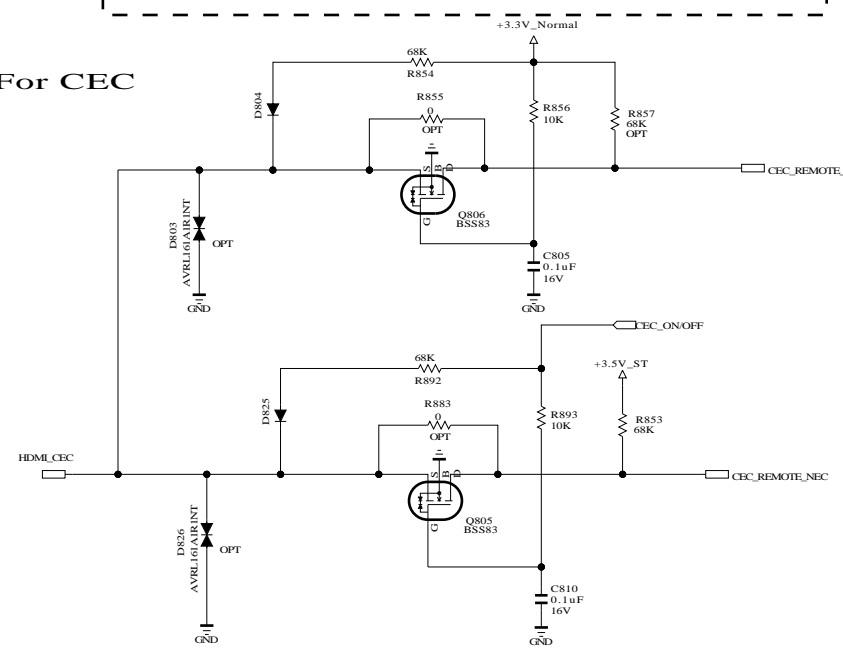 +3.3V_Normal
For CEC
68K
R854
D804
R855
0
OPT
R856
10K
R857
68K
OPT
S
B
D
CEC_REMOTE_
D803
AVRL161A1R1NT
OPT
G
Q806
BSS83
C805
0.1uF
16V
GND
GND
CEC_ON/OFF
68K
R892
+3.5V_ST
D825
R883
0
OPT
R893
10K
R853
68K
HDMI_CEC
S
B
D
CEC_REMOTE_NEC
D826
AVRL161A1R1NT
OPT
G
Q805
BSS83
C810
0.1uF
16V
GND
GND